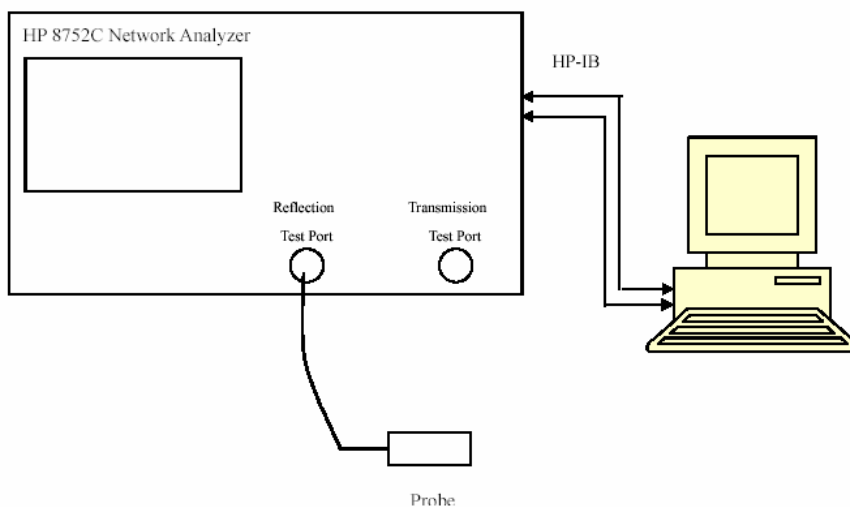 HP 8752C Network Analyzer
HP-IB
Reflection
Test Port
Transmission
Test Port
Probe